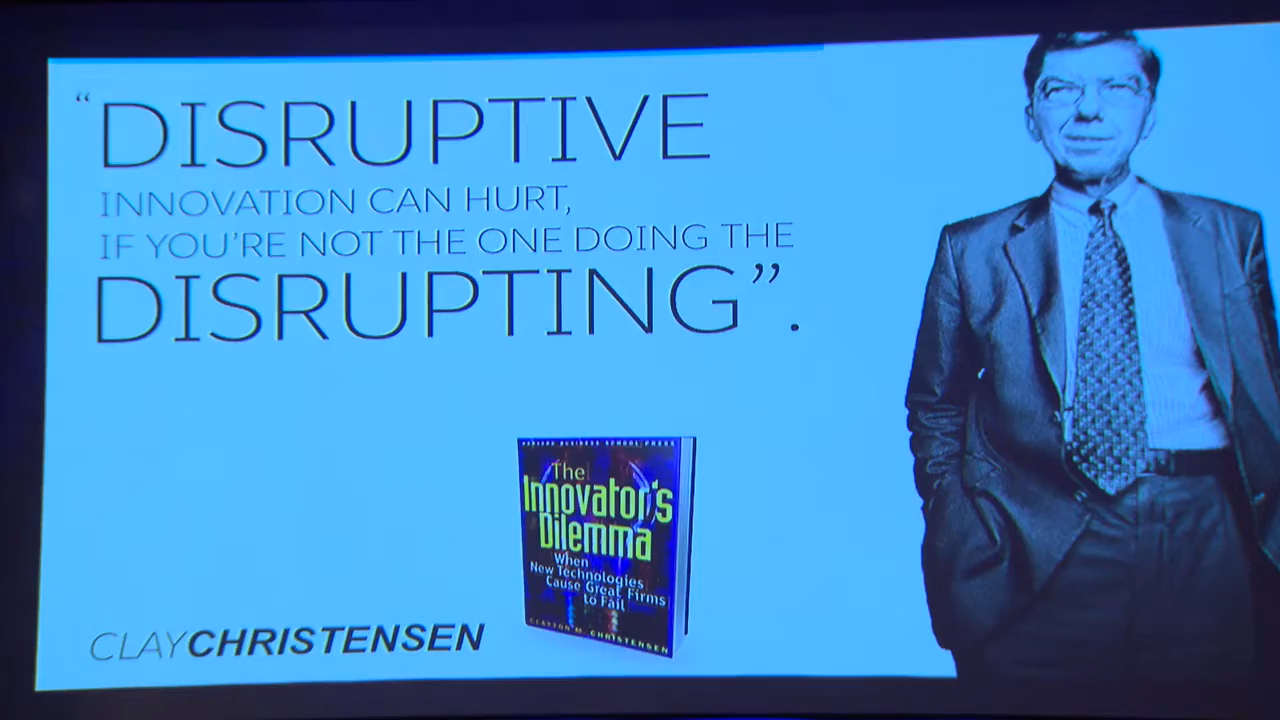 “DISRUPTIVE
INNOVATION CAN HURT,
IF YOU’RE NOT THE ONE DOING THE
DISRUPTING”.
HARVARD BUSINESS SCHOOL PRESS
The
Innovator's
Dilemma
When
New Technologies
Cause Great Firms
to Fail
CLAYTON M. CHRISTENSEN
CLAYCHRISTENSEN